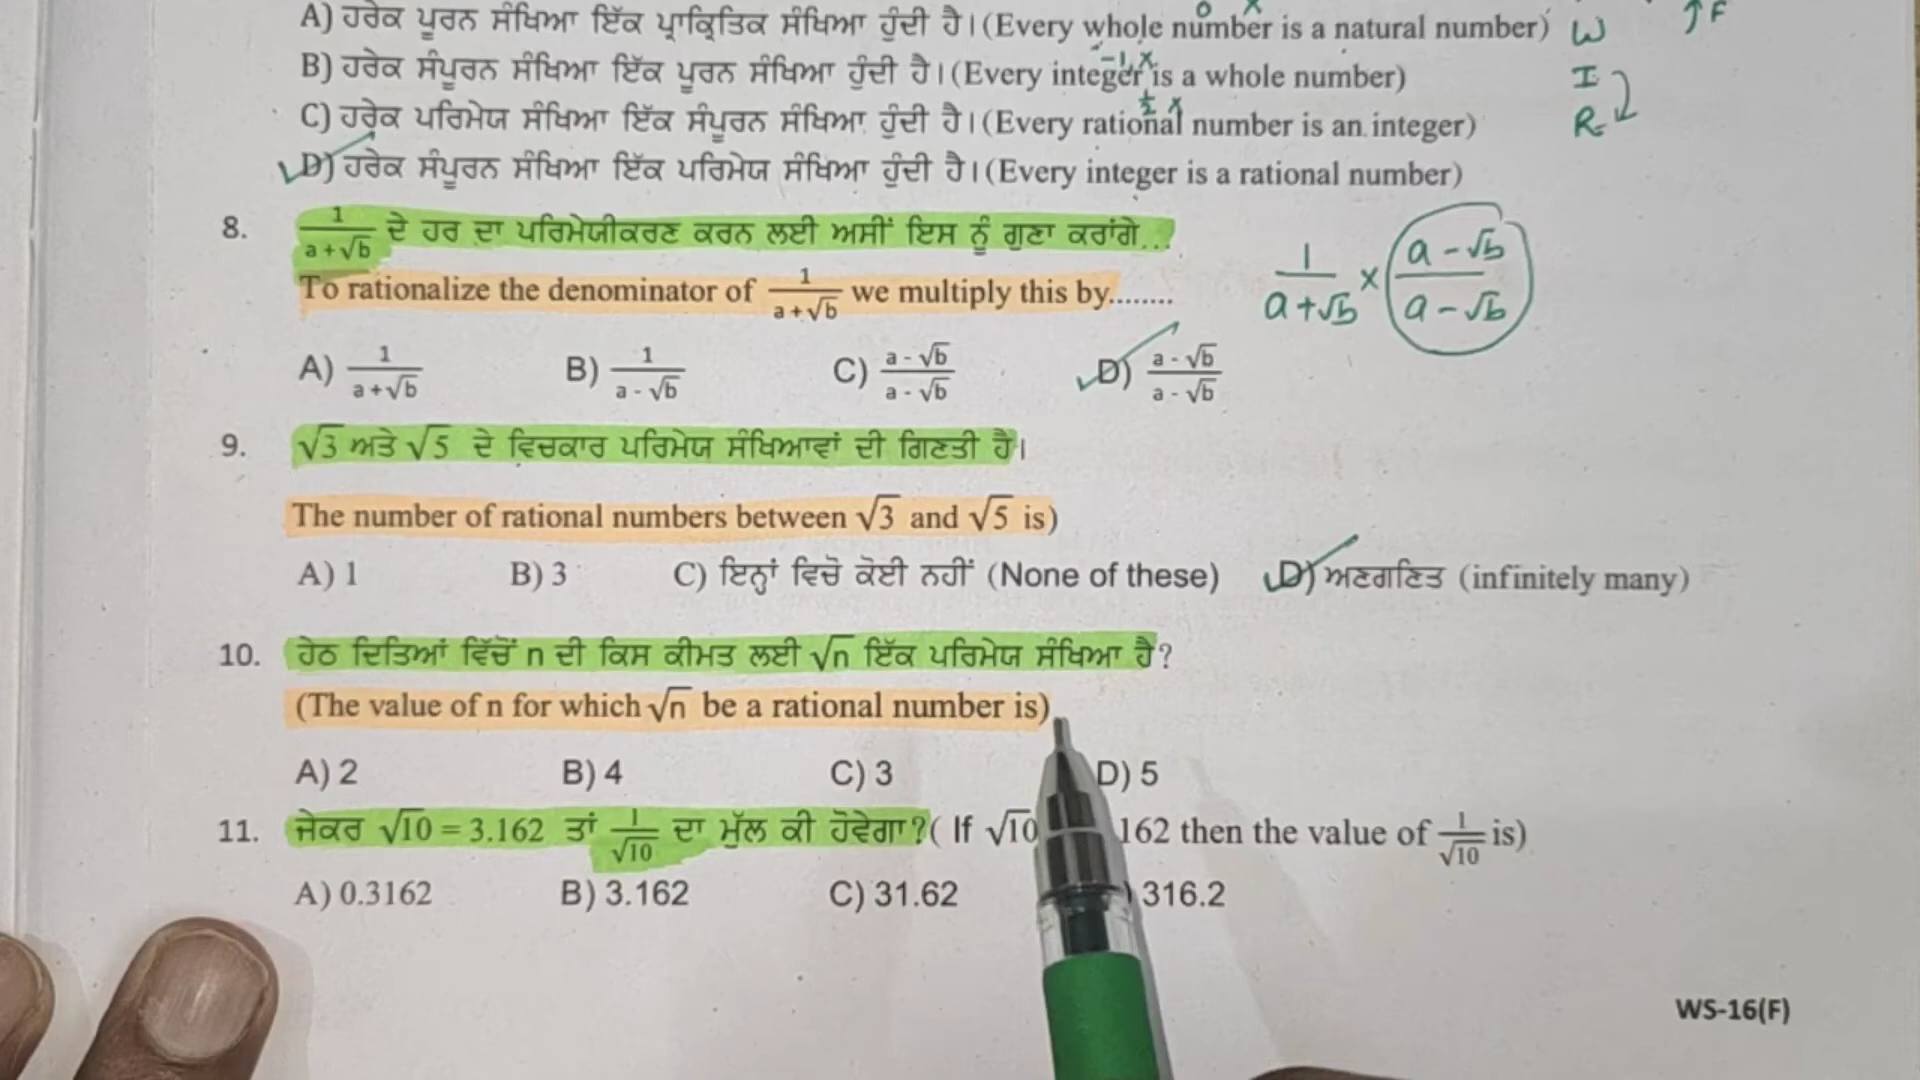 A) ਹਰੇਕ ਪੂਰਨ ਸੰਖਿਆ ਇੱਕ ਪ੍ਰਾਕ੍ਰਿਤਿਕ ਸੰਖਿਆ ਹੁੰਦੀ ਹੈ। (Every whole number is a natural number) W ↑F
B) ਹਰੇਕ ਸੰਪੂਰਨ ਸੰਖਿਆ ਇੱਕ ਪੂਰਨ ਸੰਖਿਆ ਹੁੰਦੀ ਹੈ। (Every integer is a whole number) I
C) ਹਰੇਕ ਪਰਿਮੇਯ ਸੰਖਿਆ ਇੱਕ ਸੰਪੂਰਨ ਸੰਖਿਆ ਹੁੰਦੀ ਹੈ। (Every rational number is an integer) R
D) ਹਰੇਕ ਸੰਪੂਰਨ ਸੰਖਿਆ ਇੱਕ ਪਰਿਮੇਯ ਸੰਖਿਆ ਹੁੰਦੀ ਹੈ। (Every integer is a rational number)
8. 1/(a+√b) ਦੇ ਹਰ ਦਾ ਪਰਿਮੇਯੀਕਰਣ ਕਰਨ ਲਈ ਅਸੀਂ ਇਸ ਨੂੰ ਗੁਣਾ ਕਰਾਂਗੇ...
To rationalize the denominator of 1/(a+√b) we multiply this by........ 1/(a+√b) × (a-√b)/(a-√b)
A) 1/(a+√b) B) 1/(a-√b) C) (a-√b)/(a-√b) D) (a-√b)/(a-√b)
9. √3 ਅਤੇ √5 ਦੇ ਵਿਚਕਾਰ ਪਰਿਮੇਯ ਸੰਖਿਆਵਾਂ ਦੀ ਗਿਣਤੀ ਹੈ।
The number of rational numbers between √3 and √5 is)
A) 1 B) 3 C) ਇਨ੍ਹਾਂ ਵਿਚੋ ਕੋਈ ਨਹੀਂ (None of these) D) ਅਣਗਣਿਤ (infinitely many)
10. ਹੇਠ ਦਿਤਿਆਂ ਵਿੱਚੋਂ n ਦੀ ਕਿਸ ਕੀਮਤ ਲਈ √n ਇੱਕ ਪਰਿਮੇਯ ਸੰਖਿਆ ਹੈ?
(The value of n for which √n be a rational number is)
A) 2 B) 4 C) 3 D) 5
11. ਜੇਕਰ √10 = 3.162 ਤਾਂ 1/√10 ਦਾ ਮੁੱਲ ਕੀ ਹੋਵੇਗਾ? ( If √10 162 then the value of 1/√10 is)
A) 0.3162 B) 3.162 C) 31.62 ) 316.2
WS-16(F)